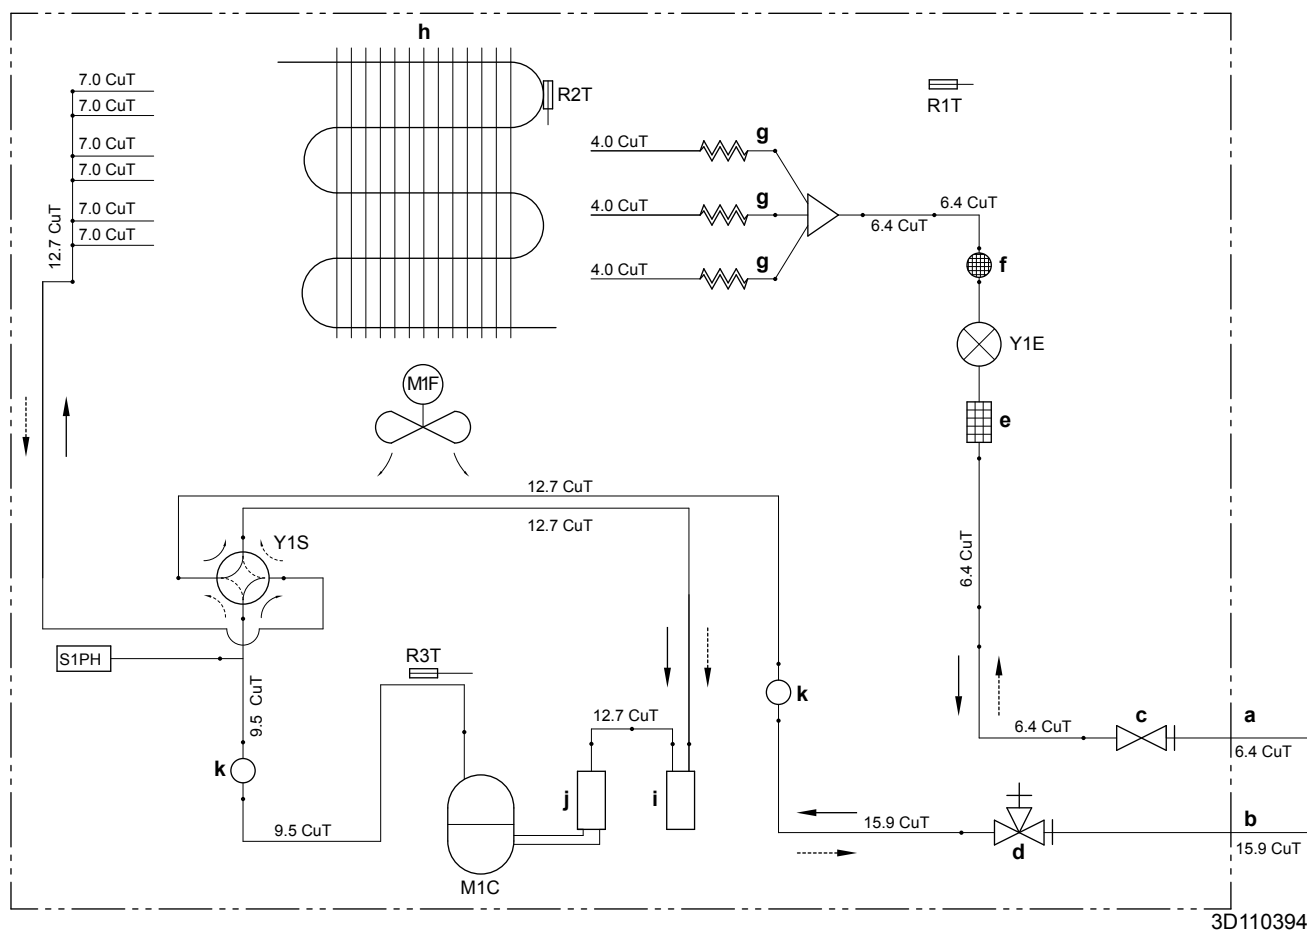 h
7.0 CuT
7.0 CuT
7.0 CuT
7.0 CuT
7.0 CuT
7.0 CuT
12.7 CuT
R2T
R1T
4.0 CuT
g
4.0 CuT
g
4.0 CuT
g
6.4 CuT
6.4 CuT
f
Y1E
e
M1F
12.7 CuT
12.7 CuT
Y1S
6.4 CuT
S1PH
R3T
9.5 CuT
k
k
12.7 CuT
6.4 CuT
c
a
6.4 CuT
j
i
9.5 CuT
M1C
15.9 CuT
d
b
15.9 CuT
3D110394